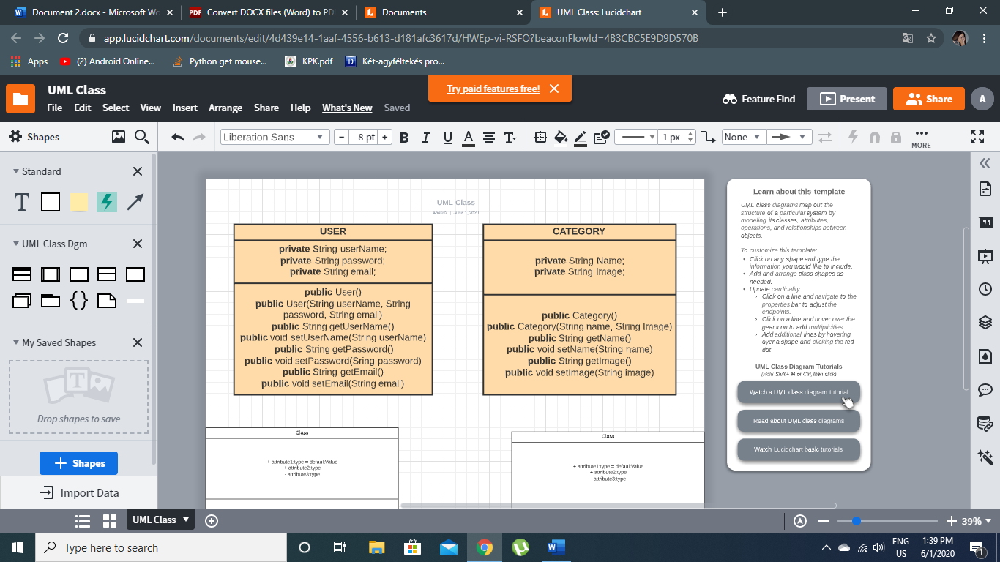 Document 2.docx - Microsoft Wo
Convert DOCX files (Word) to PD
Documents
UML Class: Lucidchart
app.lucidchart.com/documents/edit/4d439e14-1aaf-4556-b613-d181afc3617d/HWEp-vi-RSFO?beaconFlowId=4B3CBC5E9D9D570B
Apps
(2) Android Online...
Python get mouse...
KPK.pdf
Két-agyféltekés pro...
UML Class
Try paid features free!
File Edit Select View Insert Arrange Share Help What's New Saved
Feature Find
Present
Share
A
Shapes
Liberation Sans
8 pt
B I U A T
1 px
None
MORE
Standard
T
UML Class Dgm
My Saved Shapes
T
Drop shapes to save
+ Shapes
Import Data
UML Class
Andrea | June 1, 2020
USER
private String userName;
private String password;
private String email;
public User()
public User(String userName, String
password, String email)
public String getUserName()
public void setUserName(String userName)
public String getPassword()
public void setPassword(Sring password)
public String getEmail()
public void setEmail(String email)
CATEGORY
private String Name;
private String Image;
public Category()
public Category(String name, String Image)
public String getName()
public void setName(String name)
public String getImage()
public void setImage(String image)
Class
+ attribute1:type = defaultValue
+ attribute2:type
- attribute3:type
Class
+ attribute1:type = defaultValue
+ attribute2:type
- attribute3:type
Learn about this template
UML class diagrams map out the
structure of a particular system by
modeling its classes, attributes,
operations, and relationships between
objects.
To customize this template:
• Click on any shape and type the
information you would like to include.
• Add and arrange class shapes as
needed.
• Update cardinality.
Click on a line and navigate to the
properties bar to adjust the
endpoints.
Click on a line and hover over the
gear icon to add multiplicities.
Add additional lines by hovering
over a shape and clicking the red
dot
UML Class Diagram Tutorials
(Hold Shift + ⌘ or Ctrl, then click)
Watch a UML class diagram tutorial
Read about UML class diagrams
Watch Lucidchart basic tutorials
UML Class
39%
Type here to search
ENG
US
1:39 PM
6/1/2020
1